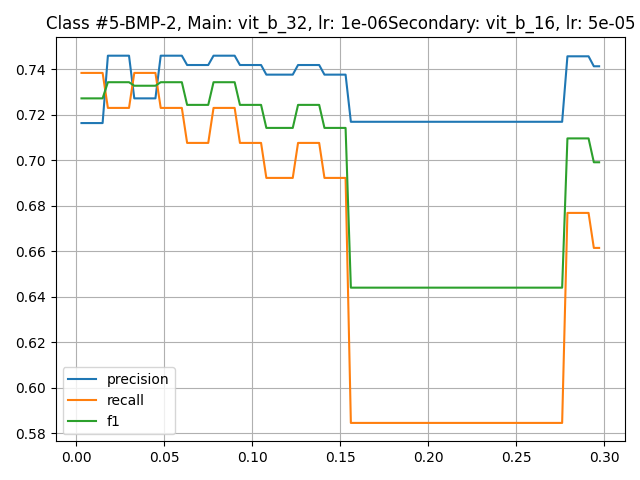 Class #5-BMP-2, Main: vit_b_32, lr: 1e-06Secondary: vit_b_16, lr: 5e-05
0.74
0.72
0.70
0.68
0.66
0.64
0.62
0.60
0.58
precision
recall
f1
0.00 0.05 0.10 0.15 0.20 0.25 0.30